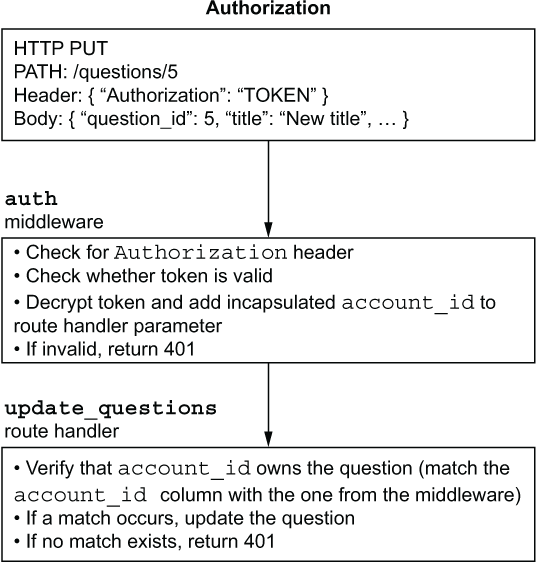 Authorization
HTTP PUT
PATH: /questions/5
Header: { “Authorization”: “TOKEN” }
Body: { “question_id”: 5, “title”: “New title”, … }
auth
middleware
• Check for Authorization header
• Check whether token is valid
• Decrypt token and add incapsulated account_id to
route handler parameter
• If invalid, return 401
update_questions
route handler
• Verify that account_id owns the question (match the
account_id column with the one from the middleware)
• If a match occurs, update the question
• If no match exists, return 401